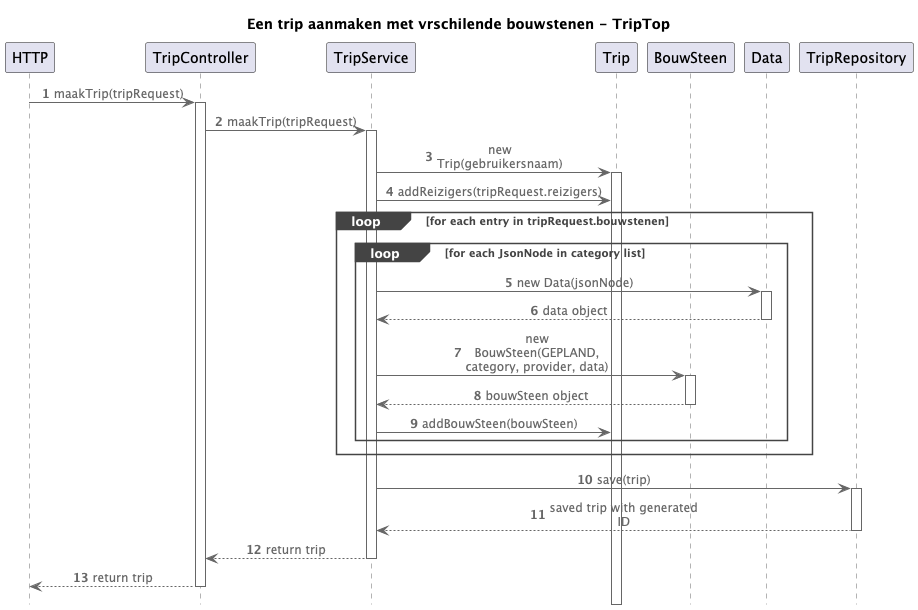 Een trip aanmaken met vrschilende bouwstenen - TripTop
HTTP
TripController
TripService
Trip
BouwSteen
Data
TripRepository
1 maakTrip(tripRequest)
2 maakTrip(tripRequest)
new
3 Trip(gebruikersnaam)
4 addReizigers(tripRequest.reizigers)
loop [for each entry in tripRequest.bouwstenen]
loop [for each JsonNode in category list]
5 new Data(jsonNode)
6 data object
new
7 BouwSteen(GEPLAND,
category, provider, data)
8 bouwSteen object
9 addBouwSteen(bouwSteen)
10 save(trip)
11 saved trip with generated
ID
12 return trip
13 return trip